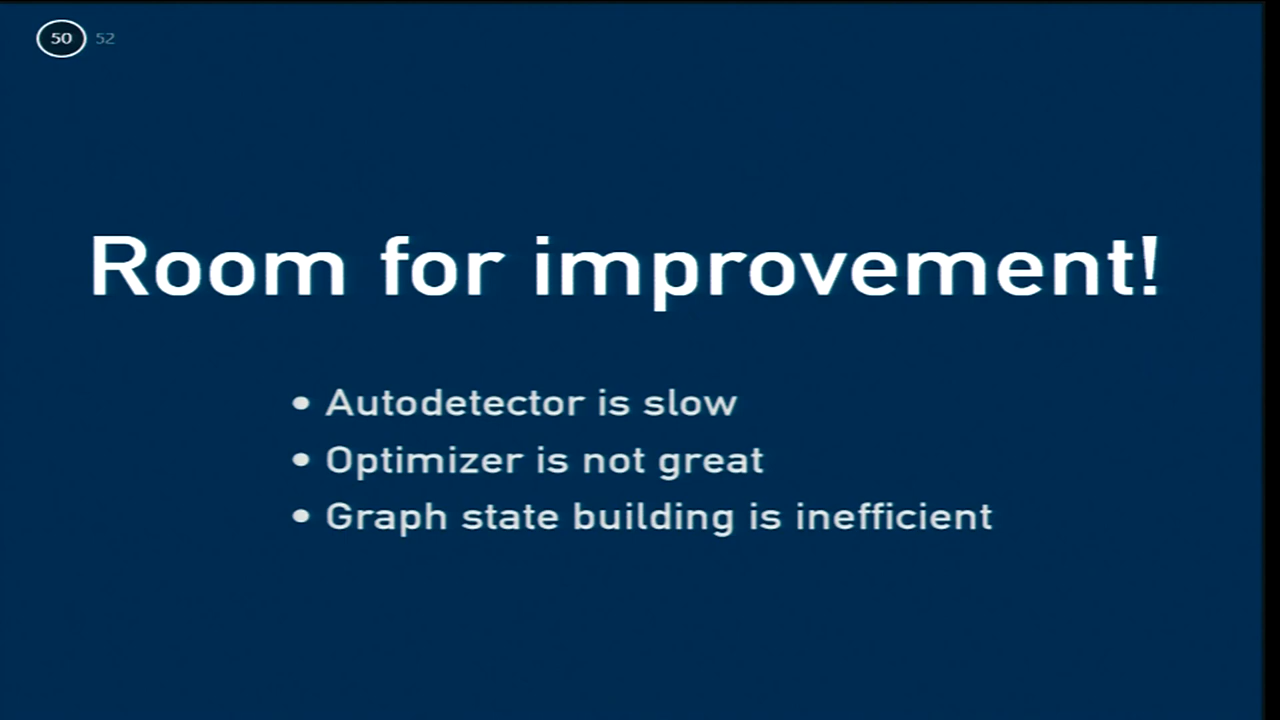 50 52
Room for improvement!
• Autodetector is slow
• Optimizer is not great
• Graph state building is inefficient